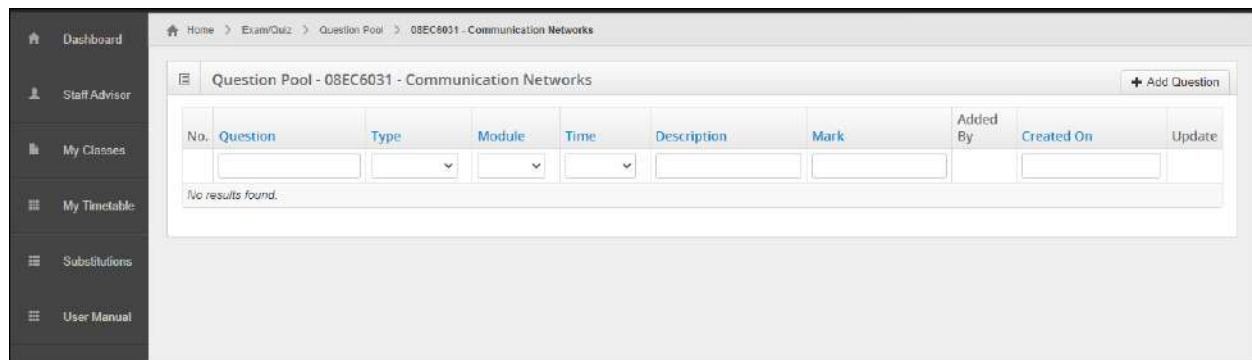 Dashboard
Staff Advisor
My Classes
My Timetable
Substitutions
User Manual
Home > Exam/Quiz > Question Pool > 08EC6031 - Communication Networks
Question Pool - 08EC6031 - Communication Networks
+ Add Question
No. Question Type Module Time Description Mark Added By Created On Update
No results found.